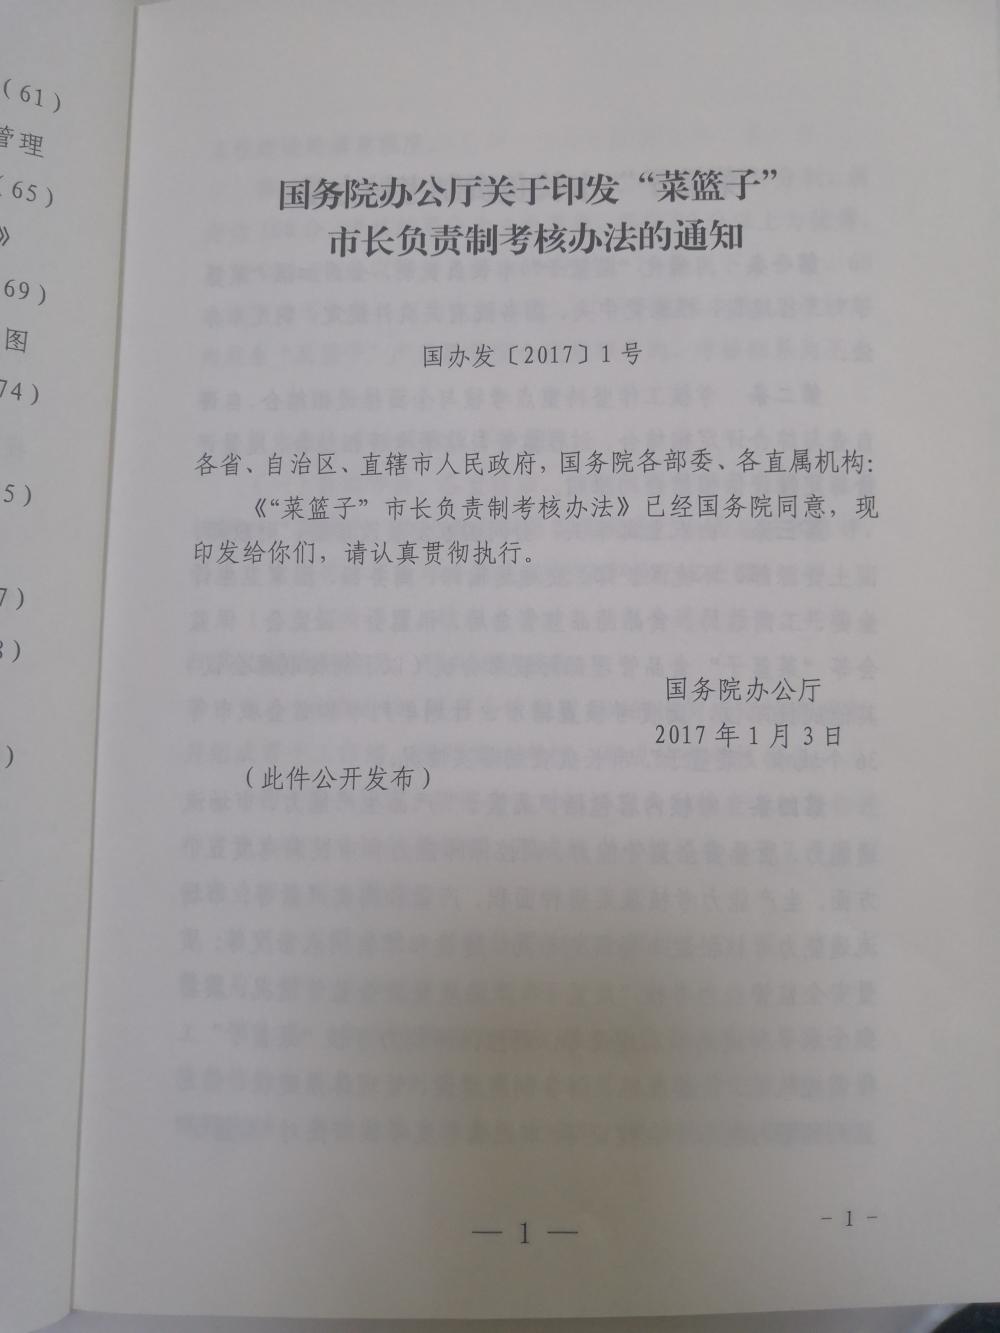 (61)
管理
(65)
》
69)
图
74)
5)
7)
8)
)
国务院办公厅关于印发“菜篮子”
市长负责制考核办法的通知
国办发〔2017〕1号
各省、自治区、直辖市人民政府，国务院各部委、各直属机构：
《“菜篮子”市长负责制考核办法》已经国务院同意，现
印发给你们，请认真贯彻执行。
国务院办公厅
2017年1月3日
（此件公开发布）
— 1 —
- 1 -